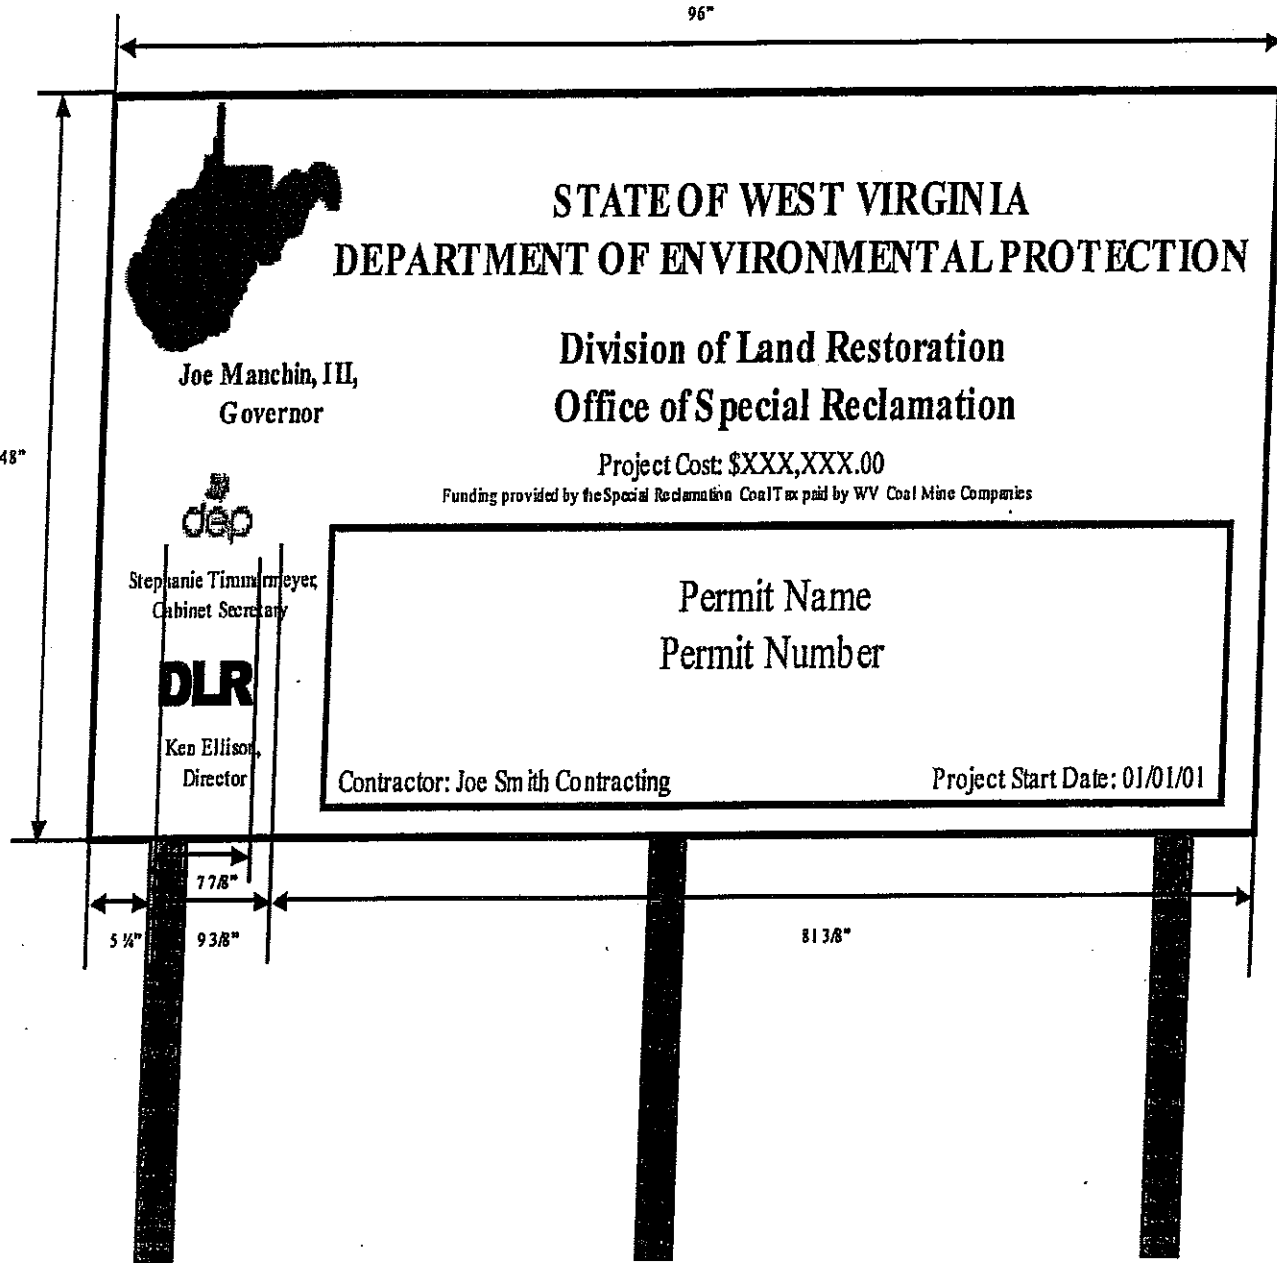 96"
48"
STATE OF WEST VIRGINIA
DEPARTMENT OF ENVIRONMENTAL PROTECTION
Division of Land Restoration
Office of Special Reclamation
Project Cost: $XXX,XXX.00
Funding provided by the Special Reclamation Coal Tax paid by WV Coal Mine Companies
Joe Manchin, III,
Governor
dep
Stephanie Timmermeyer,
Cabinet Secretary
DLR
Ken Ellison,
Director
Permit Name
Permit Number
Contractor: Joe Smith Contracting
Project Start Date: 01/01/01
7 7/8"
5 ¼"
9 3/8"
81 3/8"